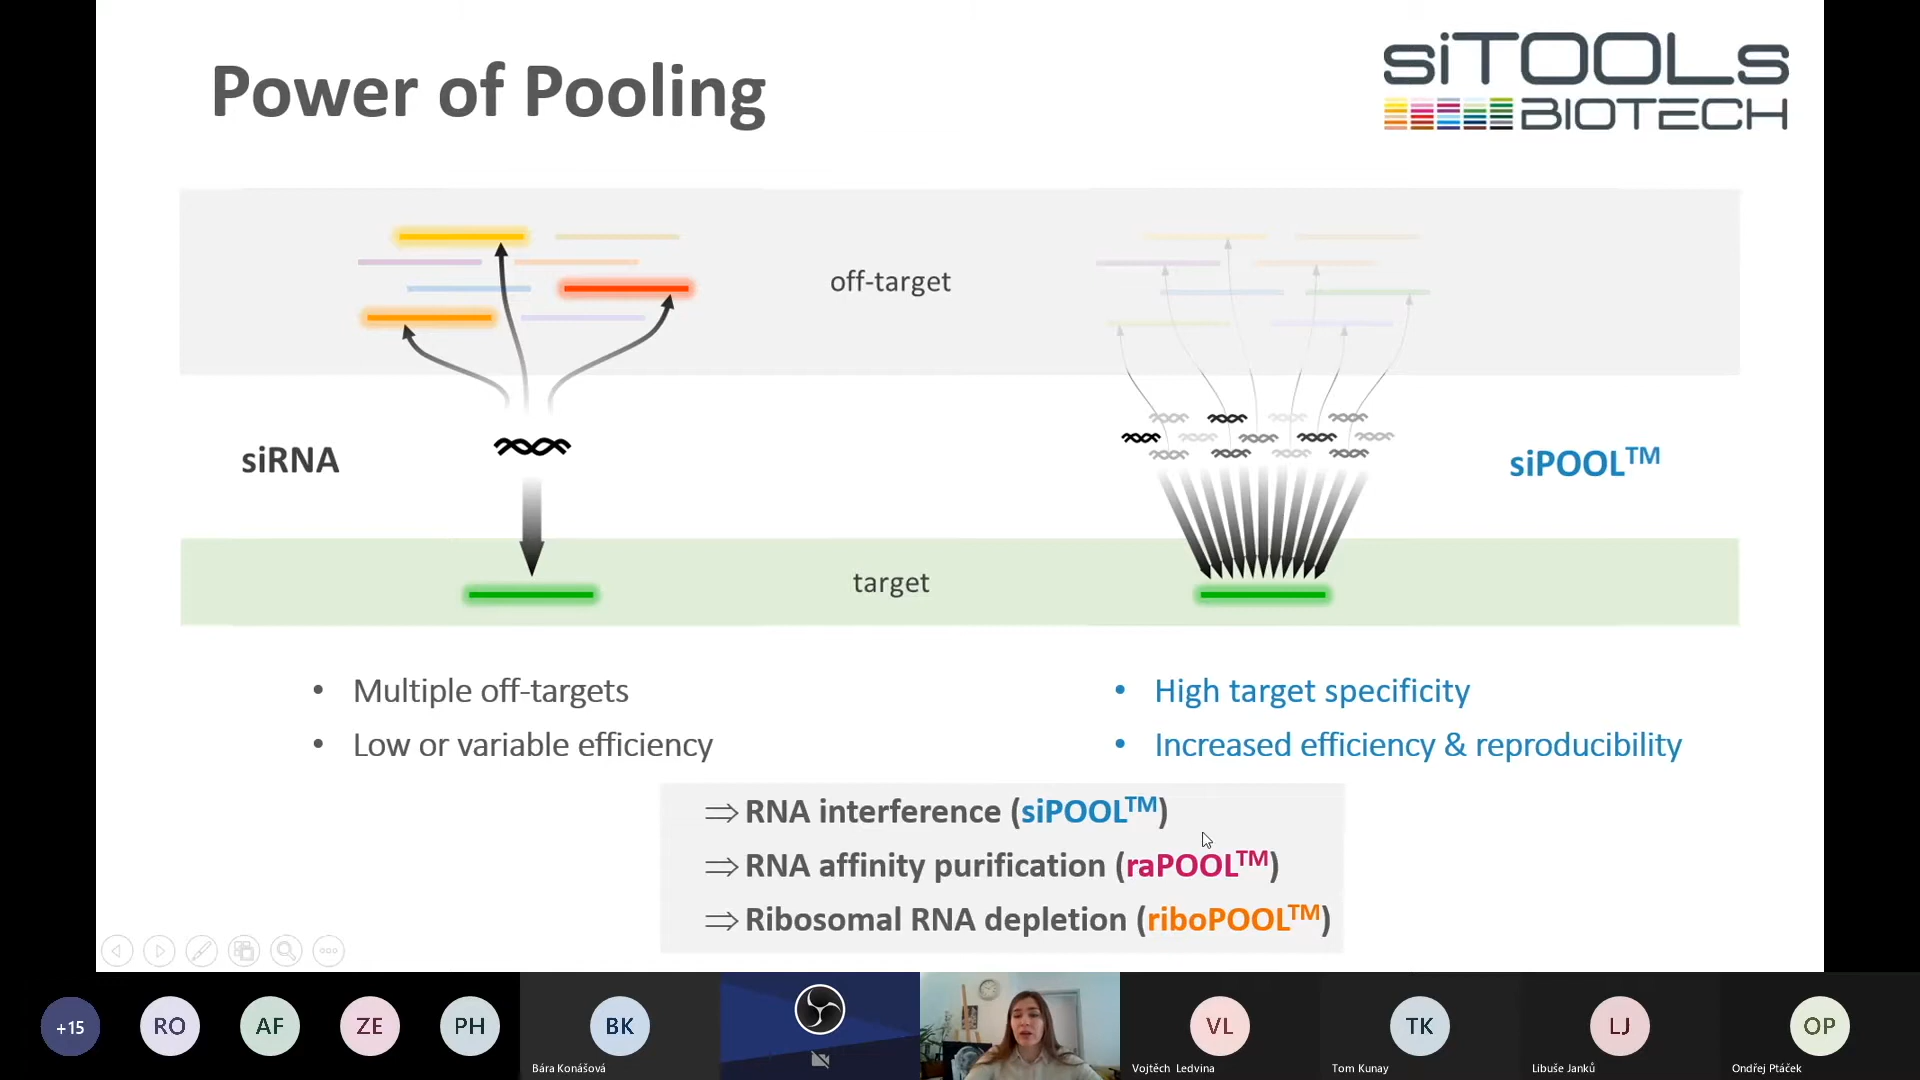 Power of Pooling
siTOOLs
BIOTECH
off-target
siRNA
siPOOL™
target
• Multiple off-targets
• Low or variable efficiency
• High target specificity
• Increased efficiency & reproducibility
⇒ RNA interference (siPOOL™)
⇒ RNA affinity purification (raPOOL™)
⇒ Ribosomal RNA depletion (riboPOOL™)
+15
RO
AF
ZE
PH
BK
Bára Konášová
VL
Vojtěch Ledvina
TK
Tom Kunay
LJ
Libuše Janků
OP
Ondřej Ptáček